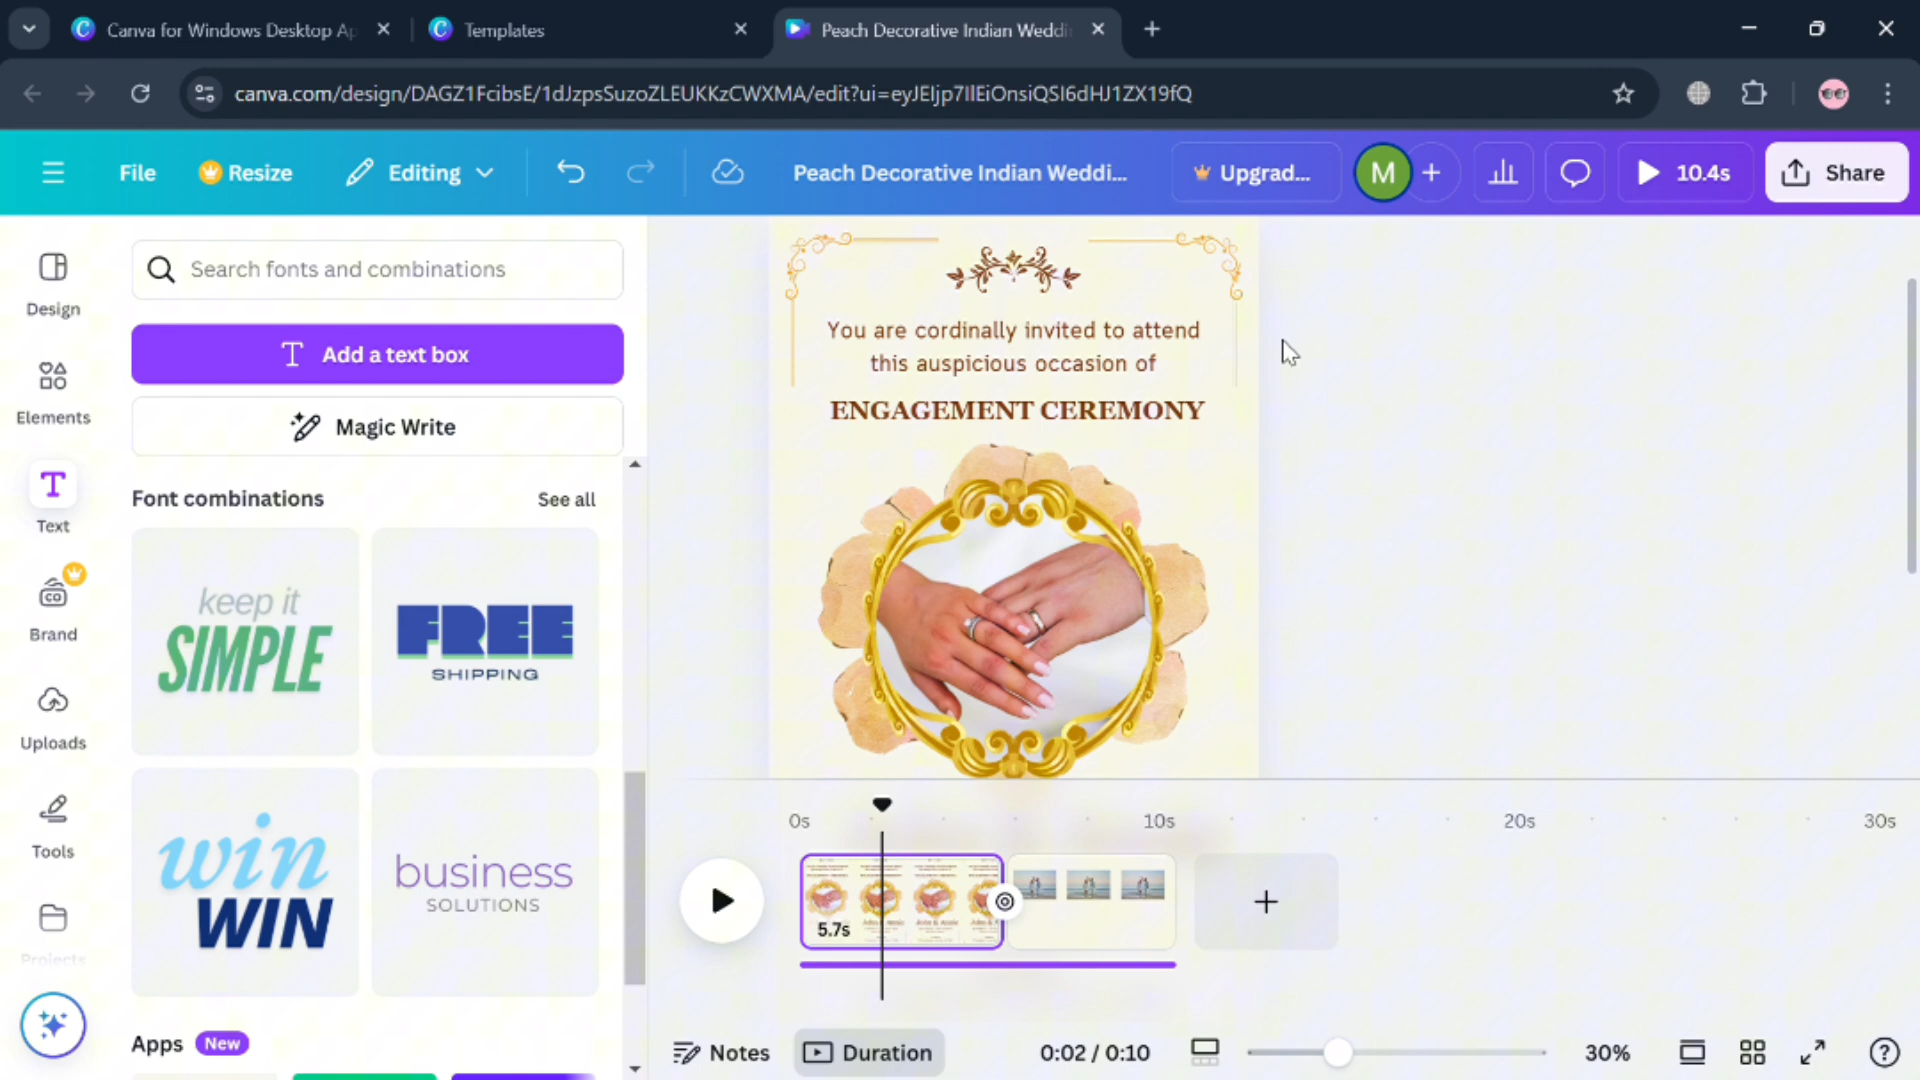 Canva for Windows Desktop Ap
Templates
Peach Decorative Indian Weddi
canva.com/design/DAGZ1FcibsE/1dJzpsSuzoZLEUKKzCWXMA/edit?ui=eyJEIjp7IlEiOnsiQSI6dHJ1ZX19fQ
File
Resize
Editing
Peach Decorative Indian Weddi...
Upgrad...
M
10.4s
Share
Design
Elements
Text
Brand
Uploads
Tools
Projects
Search fonts and combinations
Add a text box
Magic Write
Font combinations
See all
keep it
SIMPLE
FREE
SHIPPING
win
WIN
business
SOLUTIONS
Apps
New
You are cordinally invited to attend
this auspicious occasion of
ENGAGEMENT CEREMONY
0s
10s
20s
30s
5.7s
Notes
Duration
0:02 / 0:10
30%